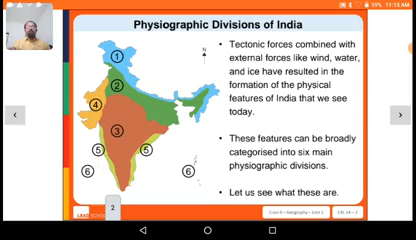 59% 11:15 AM
Physiographic Divisions of India
N
1
2
3
4
5
5
6
6
• Tectonic forces combined with
external forces like wind, water,
and ice have resulted in the
formation of the physical
features of India that we see
today.
• These features can be broadly
categorised into six main
physiographic divisions.
• Let us see what these are.
LEAD SCHOOL
2
Class 9 – Geography – Unit 1